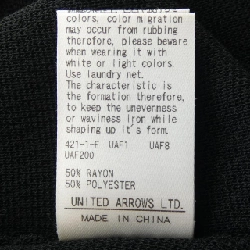 colors, color migration
may occur from rubbing
therefore, please beware
when wearing it with
white or light colors.
Use laundry net.
The characteristic is
the formation therefore,
to keep the unevenness
or waviness iron while
shaping up it's form.
421-1-F UAF1 UAF8
UAF200
50% RAYON
50% POLYESTER
UNITED ARROWS LTD.
MADE IN CHINA